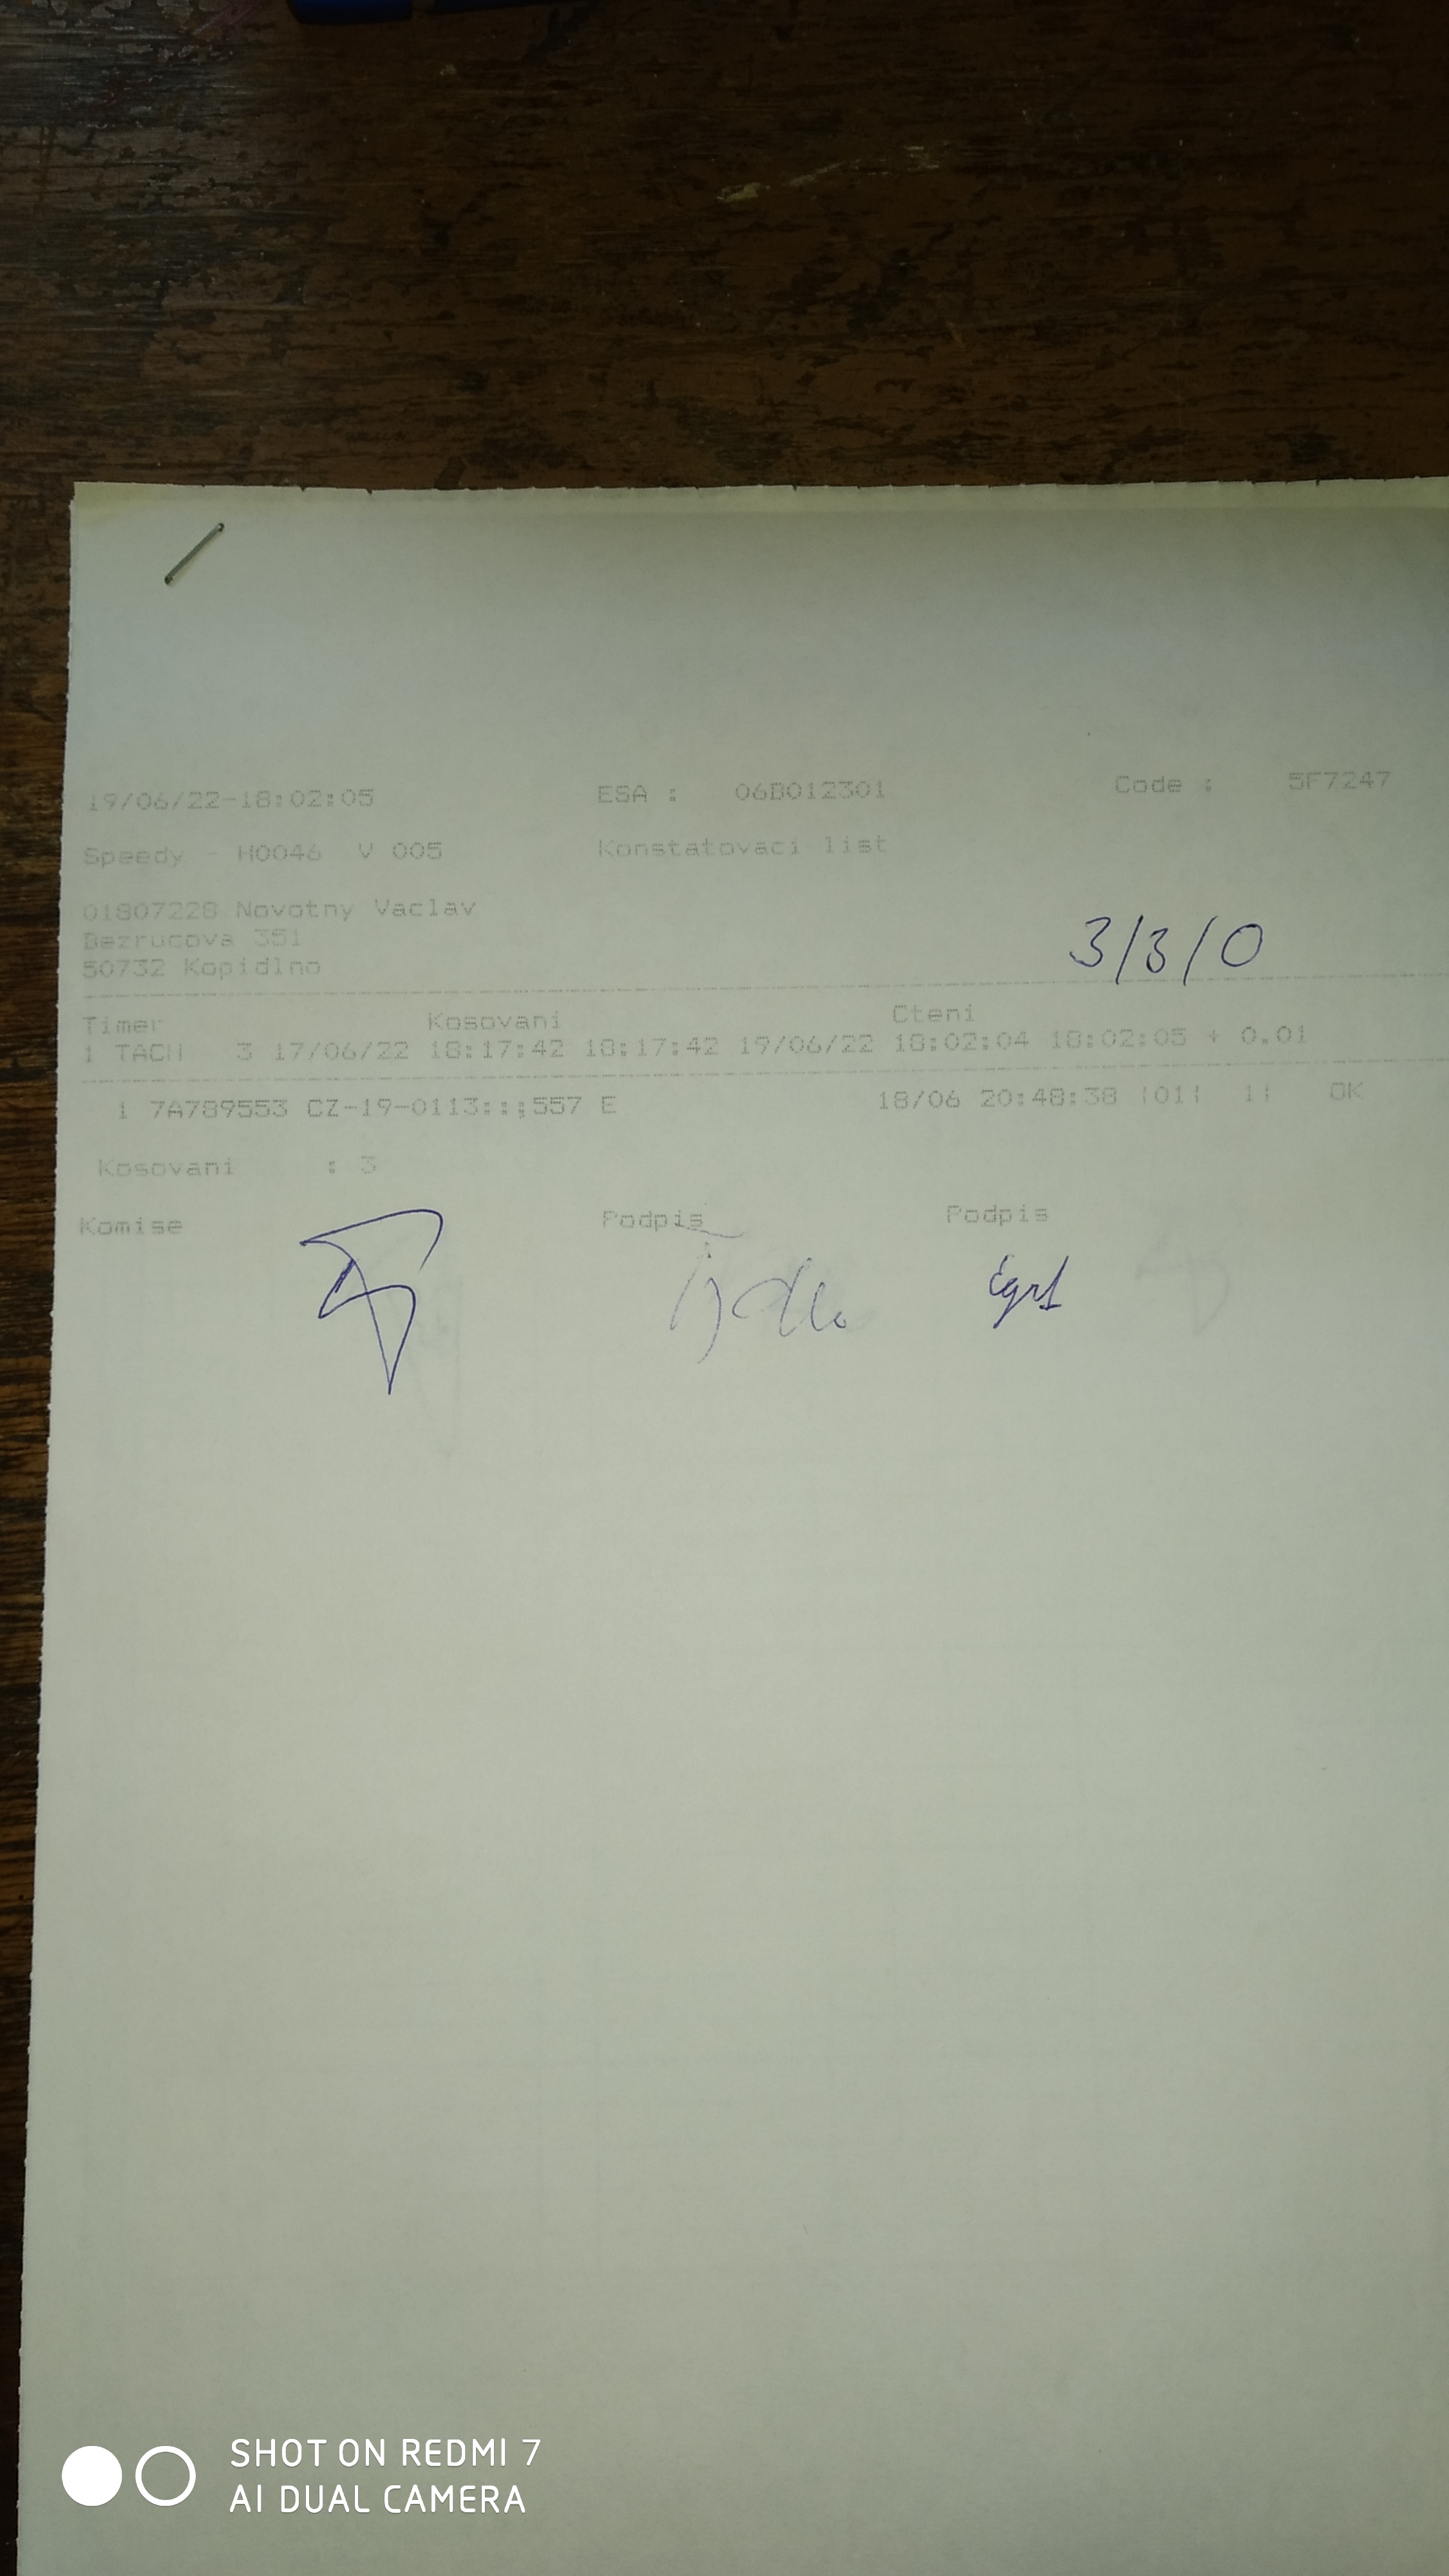 19/06/22-18:02:05 ESA : 06B012301 Code : 5F7247
Speedy - H0046 V 005 Konstatovaci list
01807228 Novotny Vaclav
Bezrucova 351
50732 Kopidlno
3/3/0
Timer Kosovani Cteni
1 TACH 3 17/06/22 18:17:42 18:17:42 19/06/22 18:02:04 18:02:05 + 0.01
1 7A789553 CZ-19-0113::;557 E 18/06 20:48:38 |01| 1| OK
Kosovani : 3
Komise Podpis Podpis
SHOT ON REDMI 7
AI DUAL CAMERA